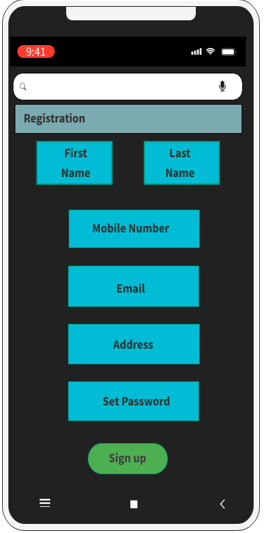 9:41
Registration
First
Name
Last
Name
Mobile Number
Email
Address
Set Password
Sign up